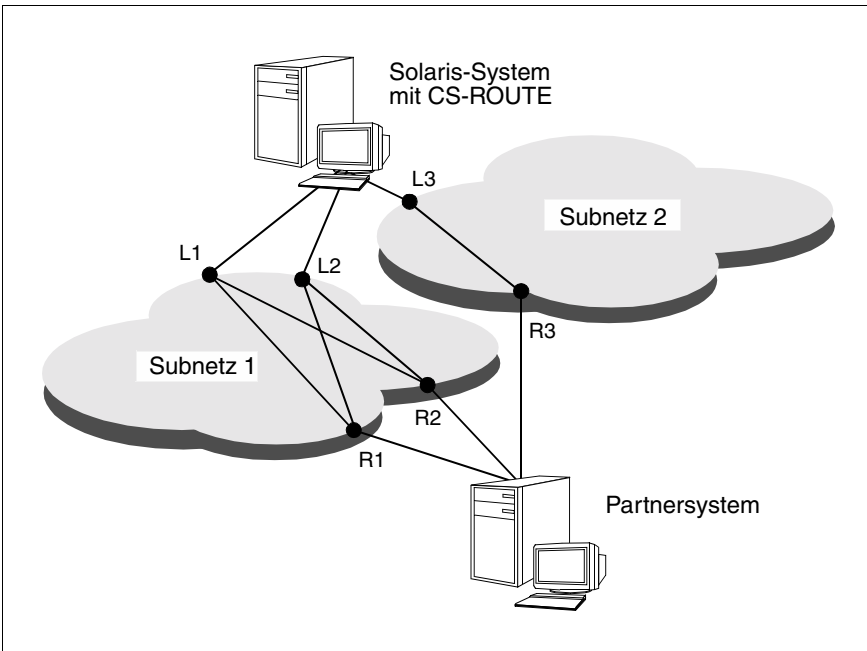 Solaris-System
mit CS-ROUTE
L3
Subnetz 2
L1
L2
R3
Subnetz 1
R2
R1
Partnersystem